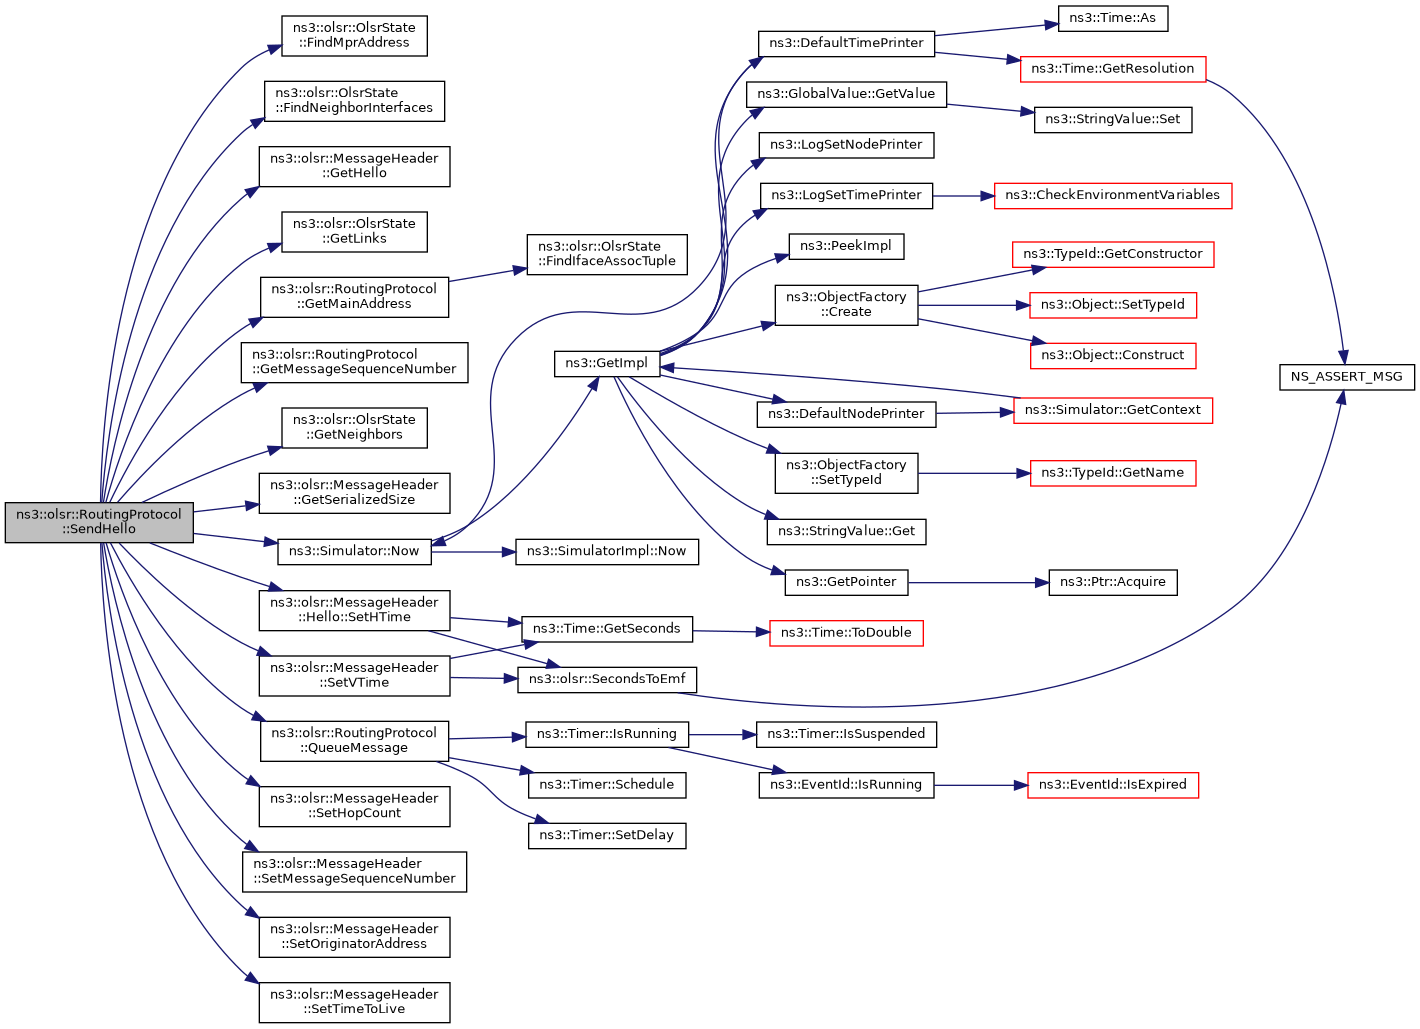 ns3::olsr::RoutingProtocol
::SendHello
ns3::olsr::OlsrState
::FindMprAddress
ns3::olsr::OlsrState
::FindNeighborInterfaces
ns3::olsr::MessageHeader
::GetHello
ns3::olsr::OlsrState
::GetLinks
ns3::olsr::RoutingProtocol
::GetMainAddress
ns3::olsr::RoutingProtocol
::GetMessageSequenceNumber
ns3::olsr::OlsrState
::GetNeighbors
ns3::olsr::MessageHeader
::GetSerializedSize
ns3::Simulator::Now
ns3::olsr::MessageHeader
::Hello::SetHTime
ns3::olsr::MessageHeader
::SetVTime
ns3::olsr::RoutingProtocol
::QueueMessage
ns3::olsr::MessageHeader
::SetHopCount
ns3::olsr::MessageHeader
::SetMessageSequenceNumber
ns3::olsr::MessageHeader
::SetOriginatorAddress
ns3::olsr::MessageHeader
::SetTimeToLive
ns3::olsr::OlsrState
::FindIfaceAssocTuple
ns3::GetImpl
ns3::SimulatorImpl::Now
ns3::Time::GetSeconds
ns3::olsr::SecondsToEmf
ns3::Timer::IsRunning
ns3::Timer::Schedule
ns3::Timer::SetDelay
ns3::DefaultTimePrinter
ns3::GlobalValue::GetValue
ns3::LogSetNodePrinter
ns3::LogSetTimePrinter
ns3::PeekImpl
ns3::ObjectFactory
::Create
ns3::DefaultNodePrinter
ns3::ObjectFactory
::SetTypeId
ns3::StringValue::Get
ns3::GetPointer
ns3::Time::ToDouble
ns3::Timer::IsSuspended
ns3::EventId::IsRunning
ns3::Time::As
ns3::Time::GetResolution
ns3::StringValue::Set
ns3::CheckEnvironmentVariables
ns3::TypeId::GetConstructor
ns3::Object::SetTypeId
ns3::Object::Construct
ns3::Simulator::GetContext
ns3::TypeId::GetName
ns3::Ptr::Acquire
ns3::EventId::IsExpired
NS_ASSERT_MSG